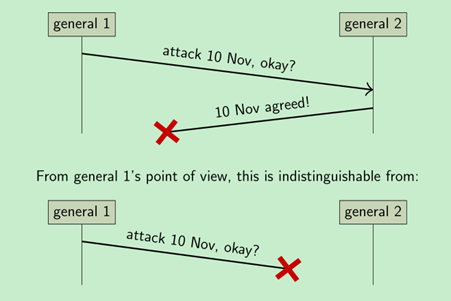 general 1
general 2
attack 10 Nov, okay?
10 Nov agreed!
From general 1's point of view, this is indistinguishable from:
general 1
general 2
attack 10 Nov, okay?